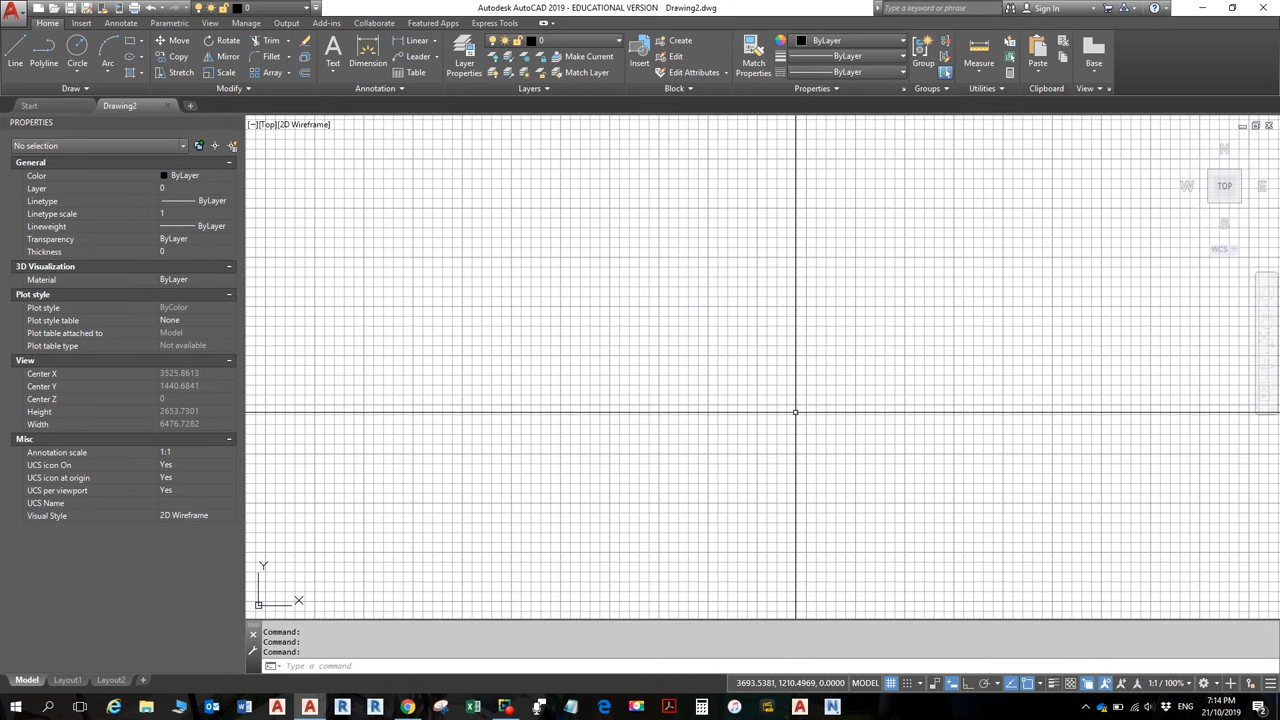 Autodesk AutoCAD 2019 - EDUCATIONAL VERSION Drawing2.dwg
0
Type a keyword or phrase
Sign In
Home Insert Annotate Parametric View Manage Output Add-ins Collaborate Featured Apps Express Tools
Line Polyline Circle Arc
Move Rotate Trim
Copy Mirror Fillet
Stretch Scale Array
Text Dimension
Linear
Leader
Table
Layer Properties
0
Make Current
Match Layer
Insert
Create
Edit
Edit Attributes
Match Properties
ByLayer
ByLayer
ByLayer
Group
Measure
Paste
Base
Draw Modify Annotation Layers Block Properties Groups Utilities Clipboard View
Start Drawing2
PROPERTIES
No selection
General
Color ByLayer
Layer 0
Linetype ByLayer
Linetype scale 1
Lineweight ByLayer
Transparency ByLayer
Thickness 0
3D Visualization
Material ByLayer
Plot style
Plot style ByColor
Plot style table None
Plot table attached to Model
Plot table type Not available
View
Center X 3525.8613
Center Y 1440.6841
Center Z 0
Height 2653.7301
Width 6476.7282
Misc
Annotation scale 1:1
UCS icon On Yes
UCS icon at origin Yes
UCS per viewport Yes
UCS Name
Visual Style 2D Wireframe
[−][Top][2D Wireframe]
N
W TOP E
S
WCS
Y
X
Command:
Command:
Command:
Type a command
Model Layout1 Layout2
3693.5381, 1210.4969, 0.0000 MODEL
1:1 / 100%
7:14 PM
ENG
21/10/2019